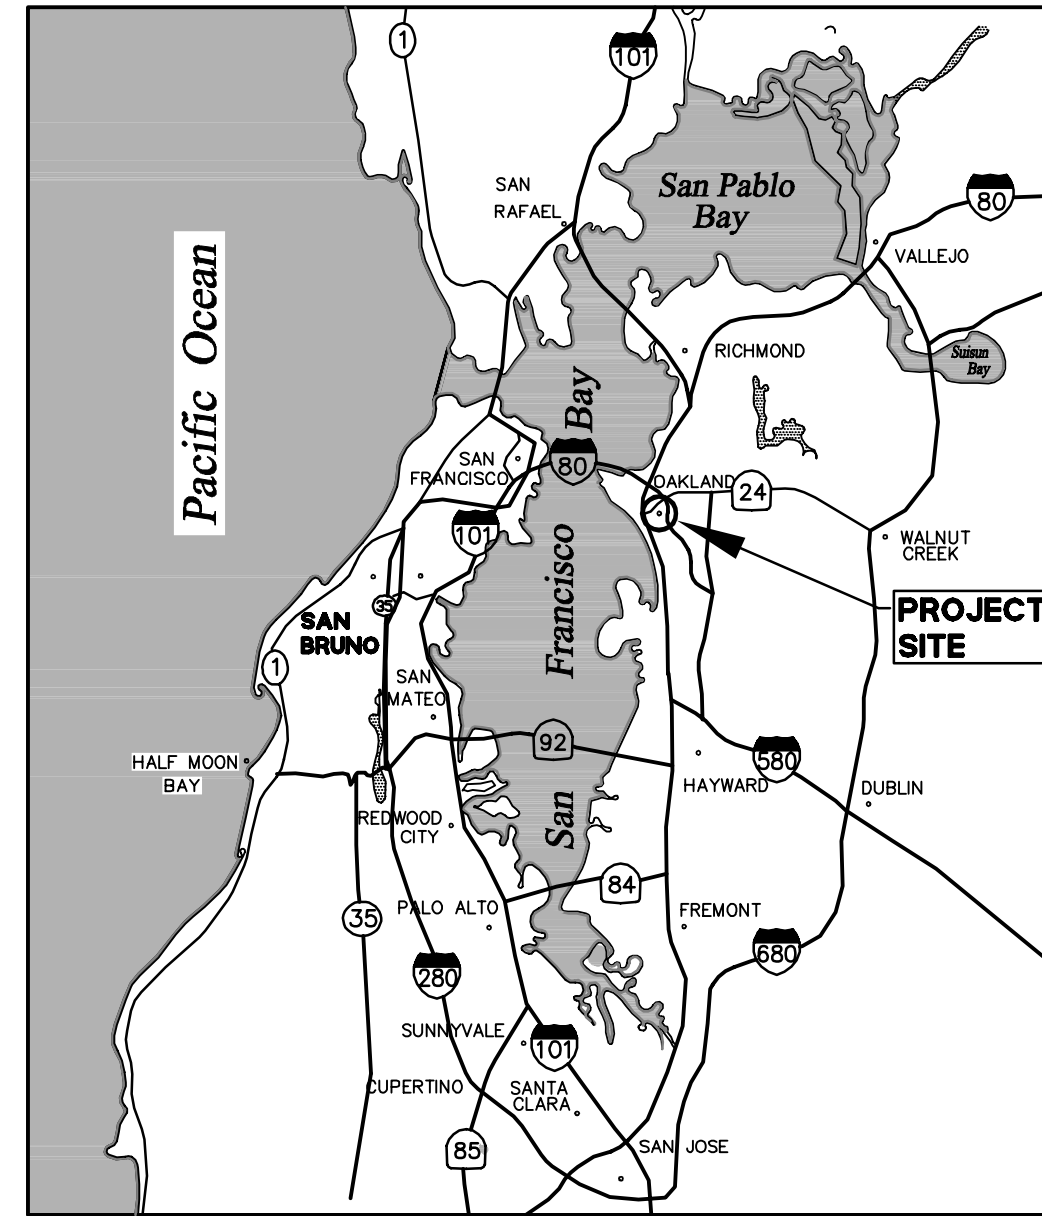 1
101
San Pablo
Bay
80
SAN
RAFAEL
VALLEJO
Pacific Ocean
RICHMOND
Suisun
Bay
San Francisco Bay
SAN
FRANCISCO
80
OAKLAND
24
101
WALNUT
CREEK
35
SAN
BRUNO
PROJECT
SITE
1
SAN
MATEO
92
HALF MOON
BAY
580
HAYWARD
DUBLIN
REDWOOD
CITY
84
PALO ALTO
35
FREMONT
680
280
SUNNYVALE
101
CUPERTINO
SANTA
CLARA
85
SAN JOSE